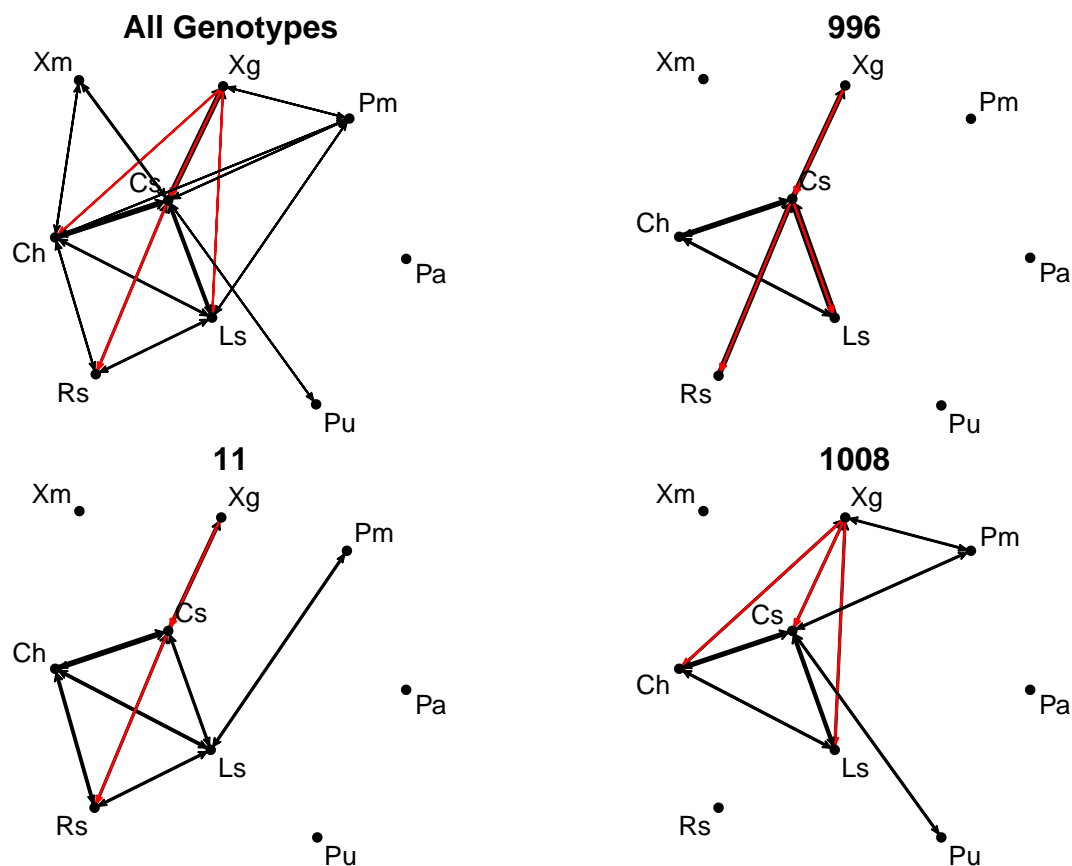 All Genotypes
Xm
Xg
Pm
Cs
Ch
Pa
Ls
Rs
Pu
996
Xm
Xg
Pm
Cs
Ch
Pa
Ls
Rs
Pu
11
Xm
Xg
Pm
Cs
Ch
Pa
Ls
Rs
Pu
1008
Xm
Xg
Pm
Cs
Ch
Pa
Ls
Rs
Pu